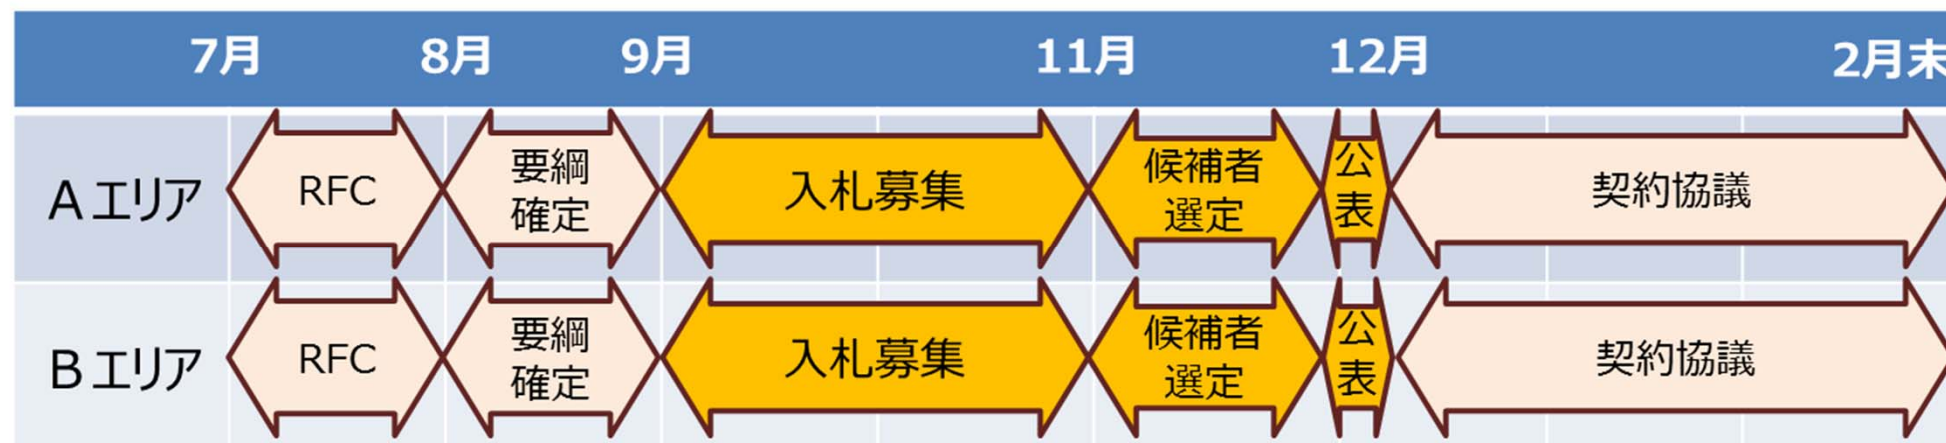 7月 8月 9月 11月 12月 2月末
Aエリア RFC 要綱 入札募集 候補者 公 契約協議
確定 選定 表
Bエリア RFC 要綱 入札募集 候補者 公 契約協議
確定 選定 表